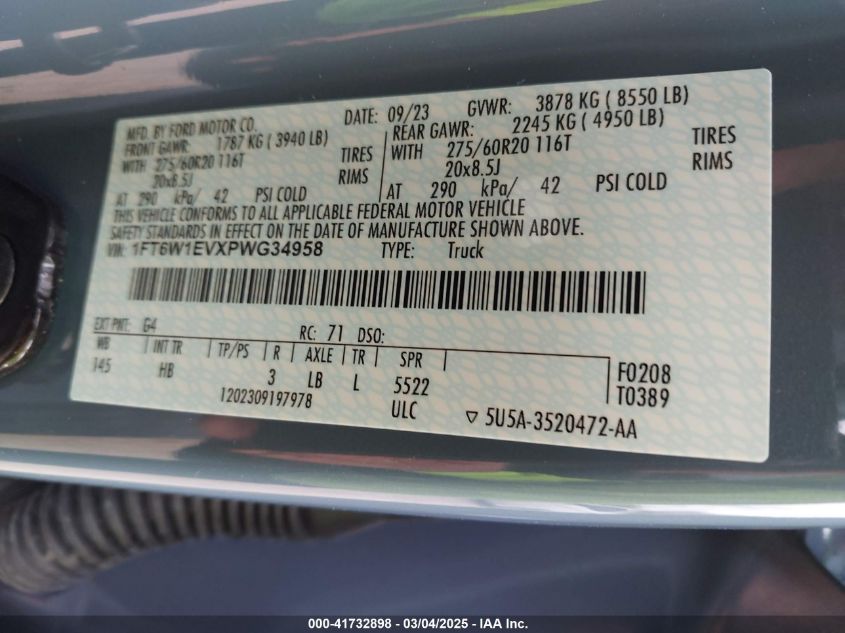 MFD. BY FORD MOTOR CO.
DATE: 09/23 GVWR: 3878 KG ( 8550 LB)
FRONT GAWR: 1787 KG ( 3940 LB)
WITH 275/60R20 116T TIRES
20x8.5J RIMS
AT 290 kPa/ 42 PSI COLD
REAR GAWR: 2245 KG ( 4950 LB)
WITH 275/60R20 116T TIRES
20x8.5J RIMS
AT 290 kPa/ 42 PSI COLD
THIS VEHICLE CONFORMS TO ALL APPLICABLE FEDERAL MOTOR VEHICLE
SAFETY STANDARDS IN EFFECT ON THE DATE OF MANUFACTURE SHOWN ABOVE.
VIN: 1FT6W1EVXPWG34958 TYPE: Truck
EXT PNT: G4 RC: 71 DSO:
WB INT TR TP/PS R AXLE TR SPR
145 HB 3 LB L 5522
F0208
T0389
1202309197978 ULC ▽ 5U5A-3520472-AA
000-41732898 - 03/04/2025 - IAA Inc.